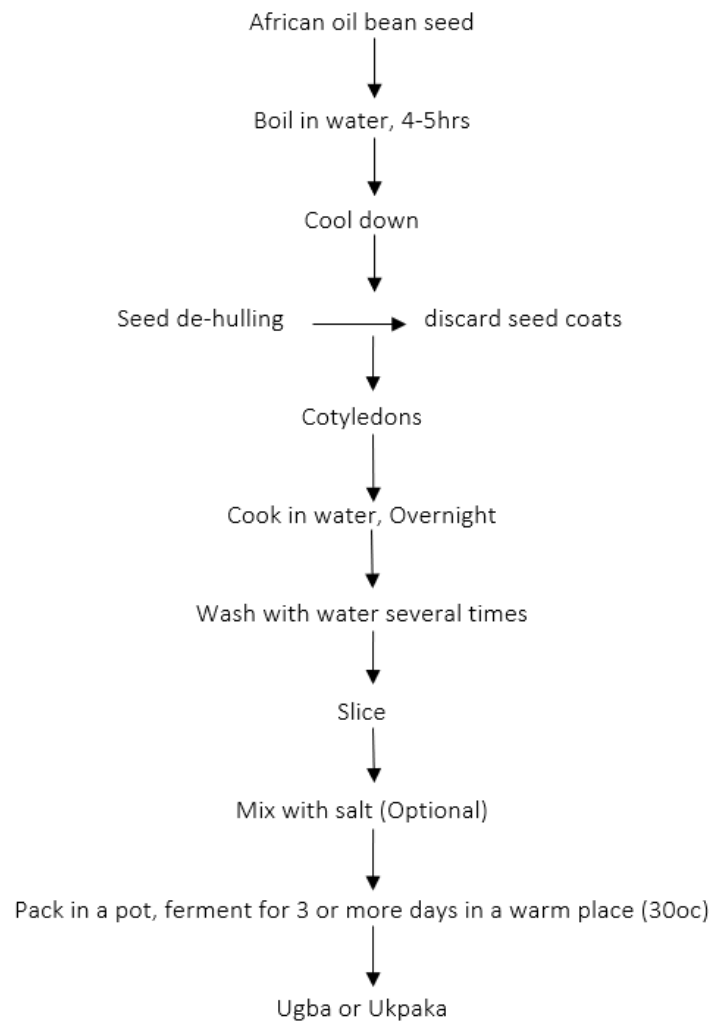 African oil bean seed
Boil in water, 4-5hrs
Cool down
Seed de-hulling discard seed coats
Cotyledons
Cook in water, Overnight
Wash with water several times
Slice
Mix with salt (Optional)
Pack in a pot, ferment for 3 or more days in a warm place (30oc)
Ugba or Ukpaka